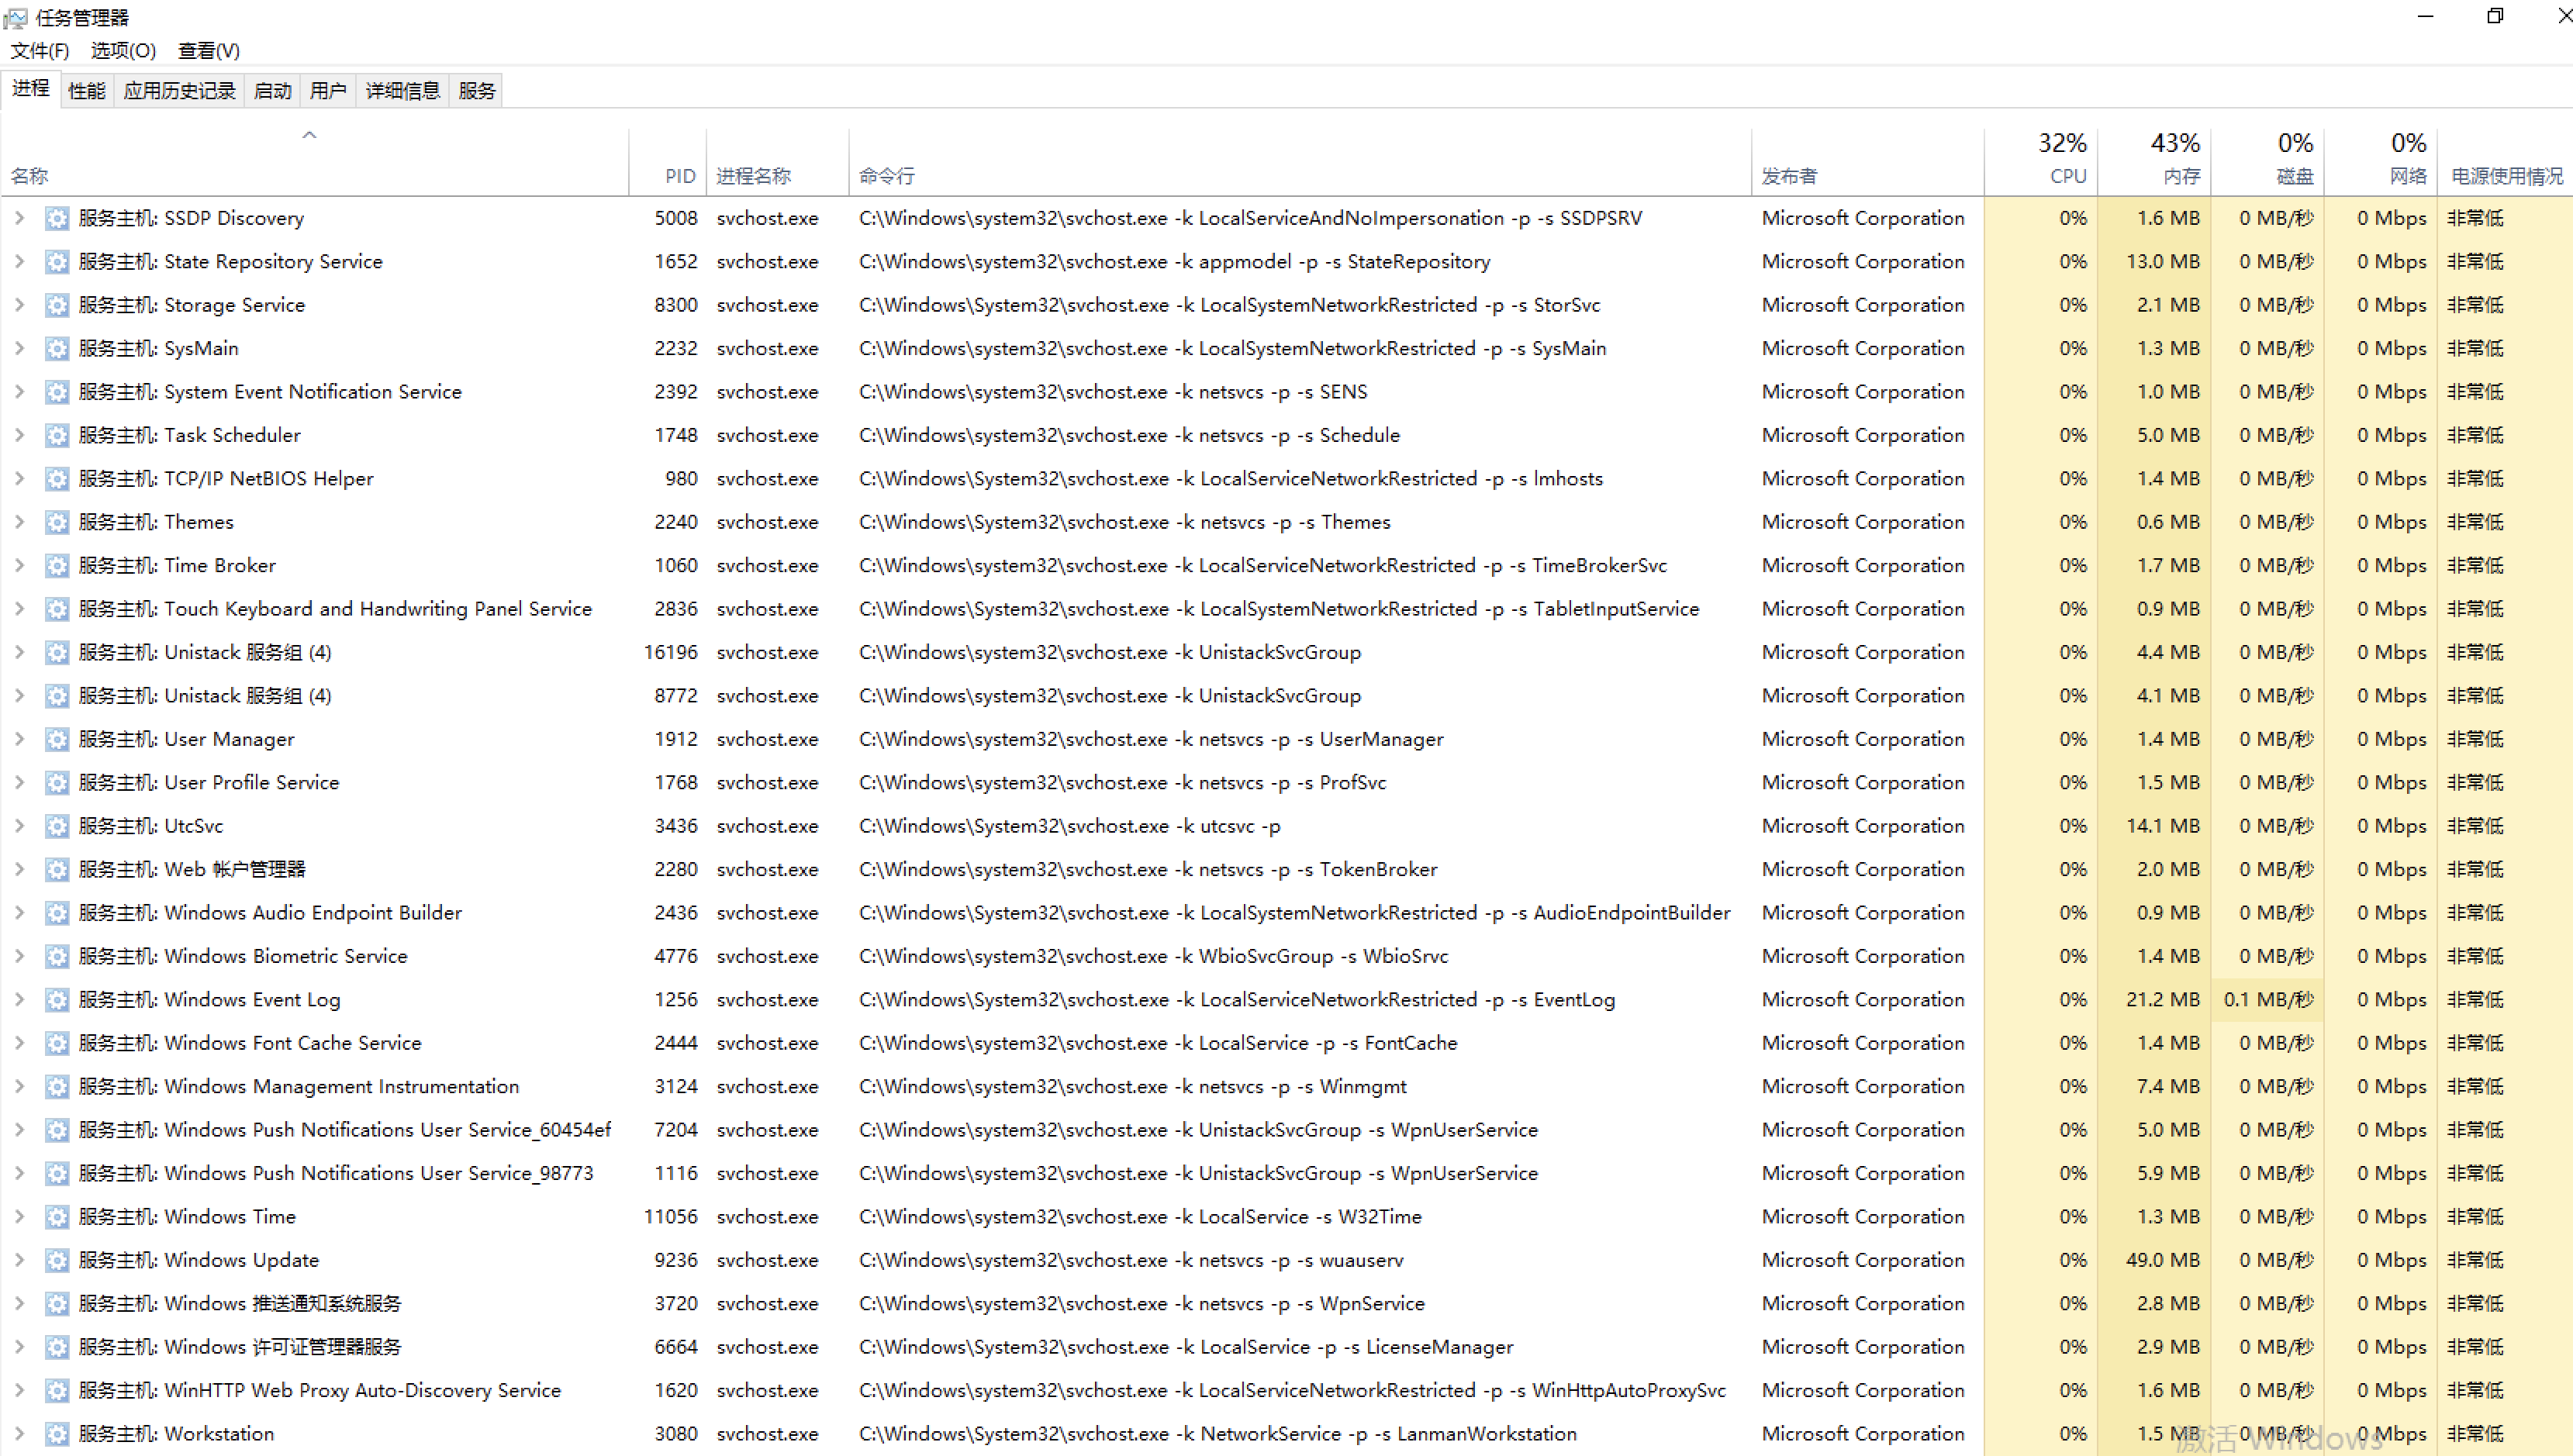 任务管理器
文件(F) 选项(O) 查看(V)
进程 性能 应用历史记录 启动 用户 详细信息 服务
32% 43% 0% 0%
名称 PID 进程名称 命令行 发布者 CPU 内存 磁盘 网络 电源使用情况
服务主机: SSDP Discovery 5008 svchost.exe C:\Windows\system32\svchost.exe -k LocalServiceAndNoImpersonation -p -s SSDPSRV Microsoft Corporation 0% 1.6 MB 0 MB/秒 0 Mbps 非常低
服务主机: State Repository Service 1652 svchost.exe C:\Windows\system32\svchost.exe -k appmodel -p -s StateRepository Microsoft Corporation 0% 13.0 MB 0 MB/秒 0 Mbps 非常低
服务主机: Storage Service 8300 svchost.exe C:\Windows\System32\svchost.exe -k LocalSystemNetworkRestricted -p -s StorSvc Microsoft Corporation 0% 2.1 MB 0 MB/秒 0 Mbps 非常低
服务主机: SysMain 2232 svchost.exe C:\Windows\system32\svchost.exe -k LocalSystemNetworkRestricted -p -s SysMain Microsoft Corporation 0% 1.3 MB 0 MB/秒 0 Mbps 非常低
服务主机: System Event Notification Service 2392 svchost.exe C:\Windows\system32\svchost.exe -k netsvcs -p -s SENS Microsoft Corporation 0% 1.0 MB 0 MB/秒 0 Mbps 非常低
服务主机: Task Scheduler 1748 svchost.exe C:\Windows\system32\svchost.exe -k netsvcs -p -s Schedule Microsoft Corporation 0% 5.0 MB 0 MB/秒 0 Mbps 非常低
服务主机: TCP/IP NetBIOS Helper 980 svchost.exe C:\Windows\System32\svchost.exe -k LocalServiceNetworkRestricted -p -s lmhosts Microsoft Corporation 0% 1.4 MB 0 MB/秒 0 Mbps 非常低
服务主机: Themes 2240 svchost.exe C:\Windows\System32\svchost.exe -k netsvcs -p -s Themes Microsoft Corporation 0% 0.6 MB 0 MB/秒 0 Mbps 非常低
服务主机: Time Broker 1060 svchost.exe C:\Windows\system32\svchost.exe -k LocalServiceNetworkRestricted -p -s TimeBrokerSvc Microsoft Corporation 0% 1.7 MB 0 MB/秒 0 Mbps 非常低
服务主机: Touch Keyboard and Handwriting Panel Service 2836 svchost.exe C:\Windows\System32\svchost.exe -k LocalSystemNetworkRestricted -p -s TabletInputService Microsoft Corporation 0% 0.9 MB 0 MB/秒 0 Mbps 非常低
服务主机: Unistack 服务组 (4) 16196 svchost.exe C:\Windows\system32\svchost.exe -k UnistackSvcGroup Microsoft Corporation 0% 4.4 MB 0 MB/秒 0 Mbps 非常低
服务主机: Unistack 服务组 (4) 8772 svchost.exe C:\Windows\system32\svchost.exe -k UnistackSvcGroup Microsoft Corporation 0% 4.1 MB 0 MB/秒 0 Mbps 非常低
服务主机: User Manager 1912 svchost.exe C:\Windows\system32\svchost.exe -k netsvcs -p -s UserManager Microsoft Corporation 0% 1.4 MB 0 MB/秒 0 Mbps 非常低
服务主机: User Profile Service 1768 svchost.exe C:\Windows\system32\svchost.exe -k netsvcs -p -s ProfSvc Microsoft Corporation 0% 1.5 MB 0 MB/秒 0 Mbps 非常低
服务主机: UtcSvc 3436 svchost.exe C:\Windows\System32\svchost.exe -k utcsvc -p Microsoft Corporation 0% 14.1 MB 0 MB/秒 0 Mbps 非常低
服务主机: Web 帐户管理器 2280 svchost.exe C:\Windows\system32\svchost.exe -k netsvcs -p -s TokenBroker Microsoft Corporation 0% 2.0 MB 0 MB/秒 0 Mbps 非常低
服务主机: Windows Audio Endpoint Builder 2436 svchost.exe C:\Windows\System32\svchost.exe -k LocalSystemNetworkRestricted -p -s AudioEndpointBuilder Microsoft Corporation 0% 0.9 MB 0 MB/秒 0 Mbps 非常低
服务主机: Windows Biometric Service 4776 svchost.exe C:\Windows\system32\svchost.exe -k WbioSvcGroup -s WbioSrvc Microsoft Corporation 0% 1.4 MB 0 MB/秒 0 Mbps 非常低
服务主机: Windows Event Log 1256 svchost.exe C:\Windows\System32\svchost.exe -k LocalServiceNetworkRestricted -p -s EventLog Microsoft Corporation 0% 21.2 MB 0.1 MB/秒 0 Mbps 非常低
服务主机: Windows Font Cache Service 2444 svchost.exe C:\Windows\system32\svchost.exe -k LocalService -p -s FontCache Microsoft Corporation 0% 1.4 MB 0 MB/秒 0 Mbps 非常低
服务主机: Windows Management Instrumentation 3124 svchost.exe C:\Windows\system32\svchost.exe -k netsvcs -p -s Winmgmt Microsoft Corporation 0% 7.4 MB 0 MB/秒 0 Mbps 非常低
服务主机: Windows Push Notifications User Service_60454ef 7204 svchost.exe C:\Windows\system32\svchost.exe -k UnistackSvcGroup -s WpnUserService Microsoft Corporation 0% 5.0 MB 0 MB/秒 0 Mbps 非常低
服务主机: Windows Push Notifications User Service_98773 1116 svchost.exe C:\Windows\system32\svchost.exe -k UnistackSvcGroup -s WpnUserService Microsoft Corporation 0% 5.9 MB 0 MB/秒 0 Mbps 非常低
服务主机: Windows Time 11056 svchost.exe C:\Windows\system32\svchost.exe -k LocalService -s W32Time Microsoft Corporation 0% 1.3 MB 0 MB/秒 0 Mbps 非常低
服务主机: Windows Update 9236 svchost.exe C:\Windows\system32\svchost.exe -k netsvcs -p -s wuauserv Microsoft Corporation 0% 49.0 MB 0 MB/秒 0 Mbps 非常低
服务主机: Windows 推送通知系统服务 3720 svchost.exe C:\Windows\system32\svchost.exe -k netsvcs -p -s WpnService Microsoft Corporation 0% 2.8 MB 0 MB/秒 0 Mbps 非常低
服务主机: Windows 许可证管理器服务 6664 svchost.exe C:\Windows\System32\svchost.exe -k LocalService -p -s LicenseManager Microsoft Corporation 0% 2.9 MB 0 MB/秒 0 Mbps 非常低
服务主机: WinHTTP Web Proxy Auto-Discovery Service 1620 svchost.exe C:\Windows\system32\svchost.exe -k LocalServiceNetworkRestricted -p -s WinHttpAutoProxySvc Microsoft Corporation 0% 1.6 MB 0 MB/秒 0 Mbps 非常低
服务主机: Workstation 3080 svchost.exe C:\Windows\System32\svchost.exe -k NetworkService -p -s LanmanWorkstation Microsoft Corporation 0% 1.5 MB 0 MB/秒 0 Mbps 非常低
激活 Windows